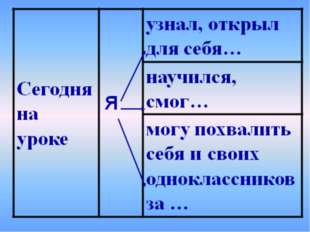 Сегодня
на
уроке
Я
узнал, открыл
для себя…
научился,
смог…
могу похвалить
себя и своих
одноклассников
за …